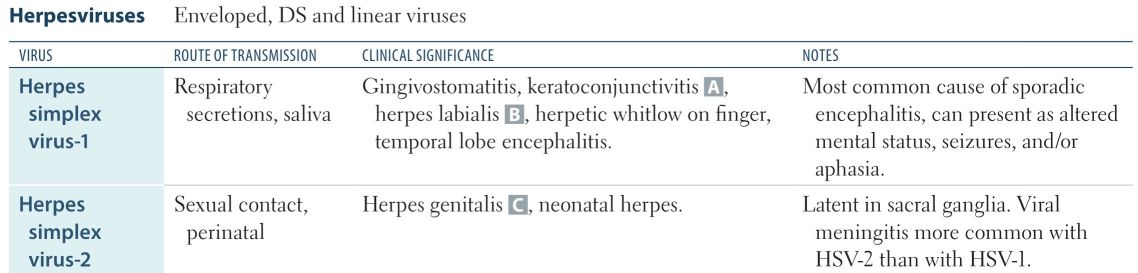 Herpesviruses Enveloped, DS and linear viruses
VIRUS ROUTE OF TRANSMISSION CLINICAL SIGNIFICANCE NOTES
Herpes simplex virus-1
Respiratory secretions, saliva
Gingivostomatitis, keratoconjunctivitis A,
herpes labialis B, herpetic whitlow on finger,
temporal lobe encephalitis.
Most common cause of sporadic
encephalitis, can present as altered
mental status, seizures, and/or
aphasia.
Herpes simplex virus-2
Sexual contact, perinatal
Herpes genitalis C, neonatal herpes.
Latent in sacral ganglia. Viral
meningitis more common with
HSV-2 than with HSV-1.